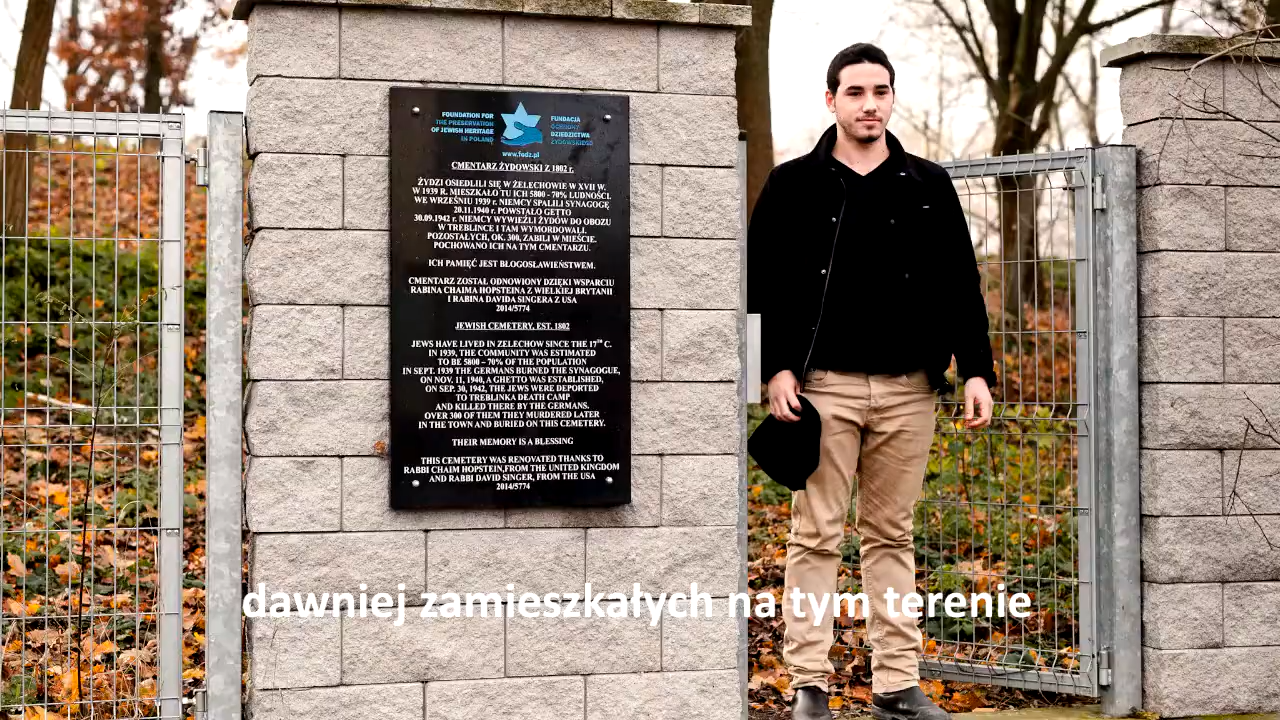 FOUNDATION FOR
THE PRESERVATION
OF JEWISH HERITAGE
IN POLAND
FUNDACJA
OCHRONY
DZIEDZICTWA
ŻYDOWSKIEGO
www.fodz.pl
CMENTARZ ŻYDOWSKI Z 1802 r.
ŻYDZI OSIEDLILI SIĘ W ŻELECHOWIE W XVII W.
W 1939 R. MIESZKAŁO TU ICH 5800 - 70% LUDNOŚCI.
WE WRZEŚNIU 1939 r. NIEMCY SPALILI SYNAGOGĘ
20.11.1940 r. POWSTAŁO GETTO
30.09.1942 r. NIEMCY WYWIEŹLI ŻYDÓW DO OBOZU
W TREBLINCE I TAM WYMORDOWALI.
POZOSTAŁYCH, OK. 300, ZABILI W MIEŚCIE.
POCHOWANO ICH NA TYM CMENTARZU.
ICH PAMIĘĆ JEST BŁOGOSŁAWIEŃSTWEM.
CMENTARZ ZOSTAŁ ODNOWIONY DZIĘKI WSPARCIU
RABINA CHAIMA HOPSTEINA Z WIELKIEJ BRYTANII
I RABINA DAVIDA SINGERA Z USA
2014/5774
JEWISH CEMETERY, EST. 1802
JEWS HAVE LIVED IN ZELECHOW SINCE THE 17TH C.
IN 1939, THE COMMUNITY WAS ESTIMATED
TO BE 5800 – 70% OF THE POPULATION
IN SEPT. 1939 THE GERMANS BURNED THE SYNAGOGUE,
ON NOV. 11, 1940, A GHETTO WAS ESTABLISHED,
ON SEP. 30, 1942, THE JEWS WERE DEPORTED
TO TREBLINKA DEATH CAMP
AND KILLED THERE BY THE GERMANS.
OVER 300 OF THEM THEY MURDERED LATER
IN THE TOWN AND BURIED ON THIS CEMETERY.
THEIR MEMORY IS A BLESSING
THIS CEMETERY WAS RENOVATED THANKS TO
RABBI CHAIM HOPSTEIN,FROM THE UNITED KINGDOM
AND RABBI DAVID SINGER, FROM THE USA
2014/5774
dawniej zamieszkałych na tym terenie